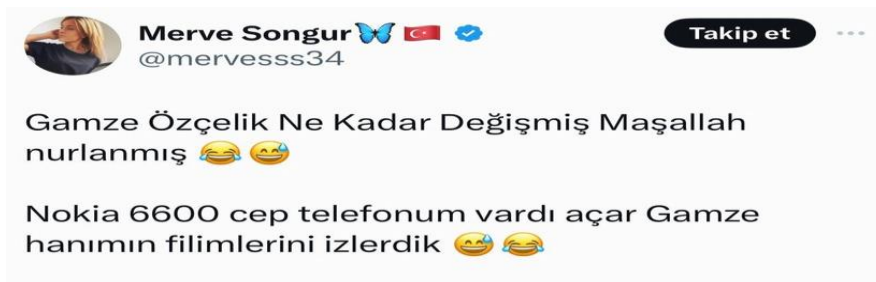 Merve Songur🦋🇹🇷
Takip et
@mervesss34
Gamze Özçelik Ne Kadar Değişmiş Maşallah
nurlanmış 😂 😅
Nokia 6600 cep telefonum vardı açar Gamze
hanımın filimlerini izlerdik 😅 😂